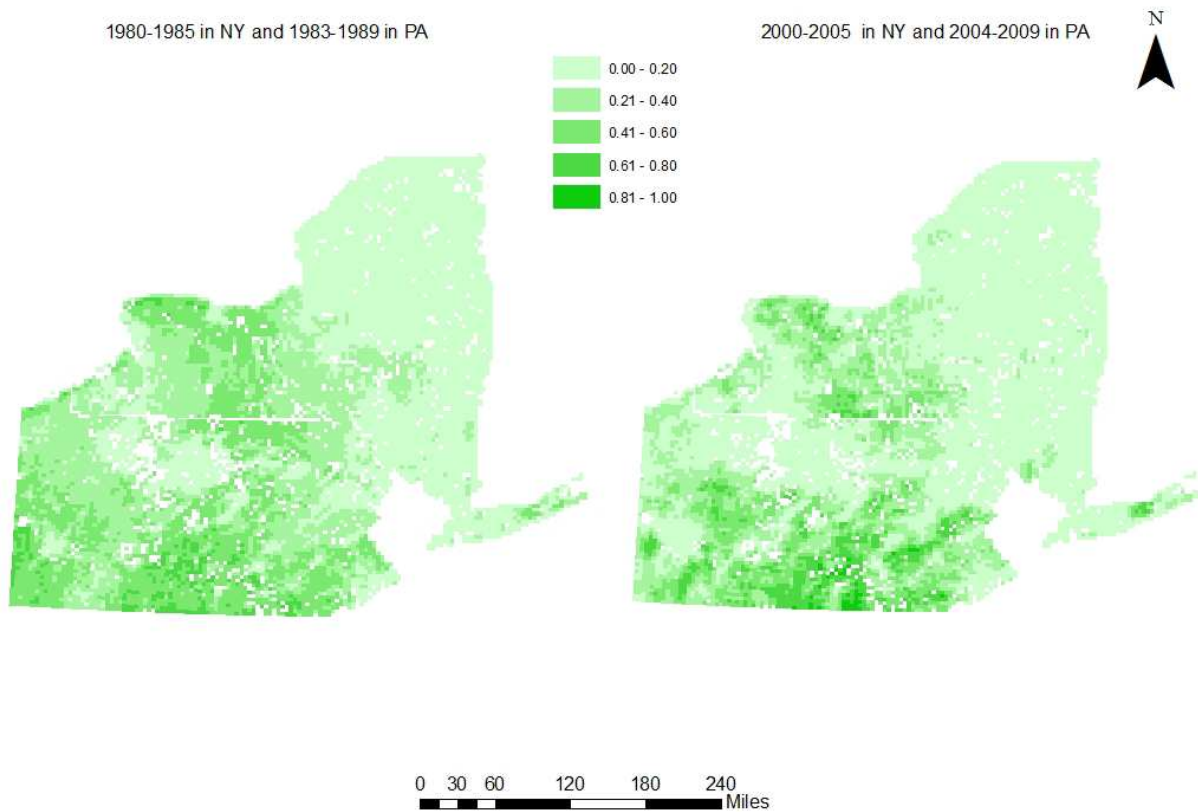 1980-1985 in NY and 1983-1989 in PA
2000-2005 in NY and 2004-2009 in PA
N
0.00 - 0.20
0.21 - 0.40
0.41 - 0.60
0.61 - 0.80
0.81 - 1.00
0 30 60 120 180 240
Miles